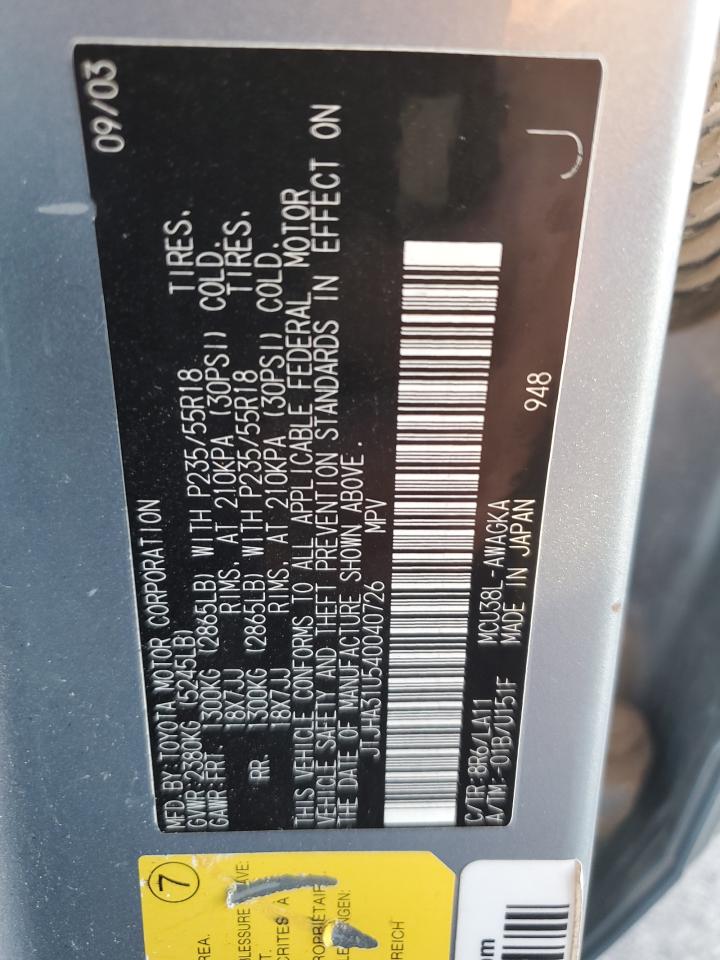 MFD. BY: TOYOTA MOTOR CORPORATION 09/03
GVWR: 2380KG (5245LB)
GAWR: FRT. 1300KG (2865LB) WITH P235/55R18 TIRES,
18X7JJ RIMS, AT 210KPA (30PSI) COLD.
RR. 1300KG (2865LB) WITH P235/55R18 TIRES,
18X7JJ RIMS, AT 210KPA (30PSI) COLD.
THIS VEHICLE CONFORMS TO ALL APPLICABLE FEDERAL MOTOR
VEHICLE SAFETY AND THEFT PREVENTION STANDARDS IN EFFECT ON
THE DATE OF MANUFACTURE SHOWN ABOVE.
JTJHA31U540040726 MPV
C/TR: 8R6/LA11 MCU38L-AWAGKA 948
A/TM: -01B/U151F MADE IN JAPAN
J
7
REA.
BLESSURE
CRITES À
REICH